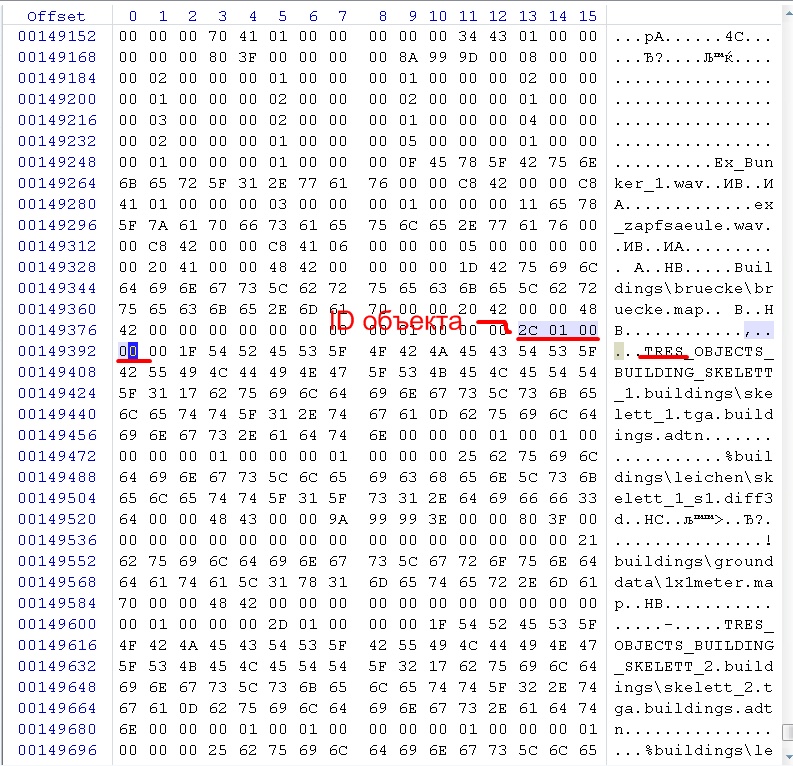 Offset 0 1 2 3 4 5 6 7 8 9 10 11 12 13 14 15
00149152 00 00 00 70 41 01 00 00 00 00 00 34 43 01 00 00 ...pA......4C...
00149168 00 00 00 80 3F 00 00 00 00 8A 99 9D 00 08 00 00 ...Ђ?....Љ™ќ....
00149184 00 02 00 00 00 01 00 00 00 01 00 00 00 02 00 00 ................
00149200 00 01 00 00 00 02 00 00 00 02 00 00 00 01 00 00 ................
00149216 00 03 00 00 00 02 00 00 00 01 00 00 00 04 00 00 ................
00149232 00 02 00 00 00 01 00 00 00 05 00 00 00 01 00 00 ................
00149248 00 01 00 00 00 01 00 00 00 0F 45 78 5F 42 75 6E ..........Ex_Bun
00149264 6B 65 72 5F 31 2E 77 61 76 00 00 C8 42 00 00 C8 ker_1.wav..ИB..И
00149280 41 01 00 00 00 03 00 00 00 01 00 00 00 11 65 78 A.............ex
00149296 5F 7A 61 70 66 73 61 65 75 6C 65 2E 77 61 76 00 _zapfsaeule.wav.
00149312 00 C8 42 00 00 C8 41 06 00 00 00 05 00 00 00 00 .ИB..ИA.........
00149328 00 20 41 00 00 48 42 00 00 00 00 1D 42 75 69 6C . A..HB.....Buil
00149344 64 69 6E 67 73 5C 62 72 75 65 63 6B 65 5C 62 72 dings\bruecke\br
00149360 75 65 63 6B 65 2E 6D 61 70 00 00 20 42 00 00 48 uecke.map.. B..H
ID объекта
00149376 42 00 00 00 00 00 00 00 00 01 00 00 00 2C 01 00 B............,..
00149392 00 00 1F 54 52 45 53 5F 4F 42 4A 45 43 54 53 5F ...TRES_OBJECTS_
00149408 42 55 49 4C 44 49 4E 47 5F 53 4B 45 4C 45 54 54 BUILDING_SKELETT
00149424 5F 31 17 62 75 69 6C 64 69 6E 67 73 5C 73 6B 65 _1.buildings\ske
00149440 6C 65 74 74 5F 31 2E 74 67 61 0D 62 75 69 6C 64 lett_1.tga.build
00149456 69 6E 67 73 2E 61 64 74 6E 00 00 00 01 00 01 00 ings.adtn.......
00149472 00 00 00 01 00 00 00 01 00 00 00 25 62 75 69 6C ...........%buil
00149488 64 69 6E 67 73 5C 6C 65 69 63 68 65 6E 5C 73 6B dings\leichen\sk
00149504 65 6C 65 74 74 5F 31 5F 73 31 2E 64 69 66 66 33 elett_1_s1.diff3
00149520 64 00 00 48 43 00 00 9A 99 99 3E 00 00 80 3F 00 d..HC..љ™™>..Ђ?.
00149536 00 00 00 00 00 00 00 00 00 00 00 00 00 00 00 21 ...............!
00149552 62 75 69 6C 64 69 6E 67 73 5C 67 72 6F 75 6E 64 buildings\ground
00149568 64 61 74 61 5C 31 78 31 6D 65 74 65 72 2E 6D 61 data\1x1meter.ma
00149584 70 00 00 48 42 00 00 00 00 00 00 00 00 00 00 00 p..HB...........
00149600 00 01 00 00 00 2D 01 00 00 00 1F 54 52 45 53 5F .....-.....TRES_
00149616 4F 42 4A 45 43 54 53 5F 42 55 49 4C 44 49 4E 47 OBJECTS_BUILDING
00149632 5F 53 4B 45 4C 45 54 54 5F 32 17 62 75 69 6C 64 _SKELETT_2.build
00149648 69 6E 67 73 5C 73 6B 65 6C 65 74 74 5F 32 2E 74 ings\skelett_2.t
00149664 67 61 0D 62 75 69 6C 64 69 6E 67 73 2E 61 64 74 ga.buildings.adt
00149680 6E 00 00 00 01 00 01 00 00 00 00 01 00 00 00 01 n...............
00149696 00 00 00 25 62 75 69 6C 64 69 6E 67 73 5C 6C 65 ...%buildings\le